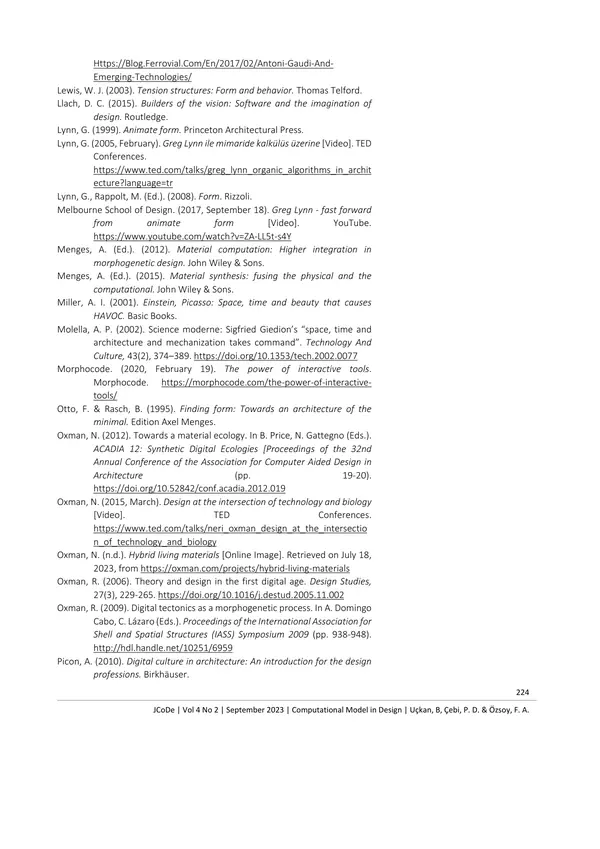 Https://Blog.Ferrovial.Com/En/2017/02/Antoni-Gaudi-And-
Emerging-Technologies/
Lewis, W. J. (2003). Tension structures: Form and behavior. Thomas Telford.
Llach, D. C. (2015). Builders of the vision: Software and the imagination of
design. Routledge.
Lynn, G. (1999). Animate form. Princeton Architectural Press.
Lynn, G. (2005, February). Greg Lynn ile mimaride kalkülüs üzerine [Video]. TED
Conferences.
https://www.ted.com/talks/greg_lynn_organic_algorithms_in_archit
ecture?language=tr
Lynn, G., Rappolt, M. (Ed.). (2008). Form. Rizzoli.
Melbourne School of Design. (2017, September 18). Greg Lynn - fast forward
from animate form [Video]. YouTube.
https://www.youtube.com/watch?v=ZA-LLSt-s4Y
Menges, A. (Ed.). (2012). Material computation: Higher integration in
morphogenetic design. John Wiley & Sons.
Menges, A. (Ed.). (2015). Material synthesis: fusing the physical and the
computational. John Wiley & Sons.
Miller, A. I. (2001). Einstein, Picasso: Space, time and beauty that causes
HAVOC. Basic Books.
Molella, A. P. (2002). Science moderne: Sigfried Giedion’s “space, time and
architecture and mechanization takes command”. Technology And
Culture, 43(2), 374–389. https://doi.org/10.1353/tech.2002.0077
Morphocode. (2020, February 19). The power of interactive tools.
Morphocode. https://morphocode.com/the-power-of-interactive-
tools/
Otto, F. & Rasch, B. (1995). Finding form: Towards an architecture of the
minimal. Edition Axel Menges.
Oxman, N. (2012). Towards a material ecology. In B. Price, N. Gattegno (Eds.).
ACADIA 12: Synthetic Digital Ecologies [Proceedings of the 32nd
Annual Conference of the Association for Computer Aided Design in
Architecture (pp. 19-20).
https://doi.org/10.52842/conf.acadia.2012.019
Oxman, N. (2015, March). Design at the intersection of technology and biology
[Video]. TED Conferences.
https://www.ted.com/talks/neri_oxman_design_at_the_intersectio
n_of_technology_and_biology
Oxman, N. (n.d.). Hybrid living materials [Online Image]. Retrieved on July 18,
2023, from https://oxman.com/projects/hybrid-living-materials
Oxman, R. (2006). Theory and design in the first digital age. Design Studies,
27(3), 229-265. https://doi.org/10.1016/j.destud.2005.11.002
Oxman, R. (2009). Digital tectonics as a morphogenetic process. In A. Domingo
Cabo, C. Lázaro (Eds.). Proceedings of the International Association for
Shell and Spatial Structures (IASS) Symposium 2009 (pp. 938-948).
http://hdl.handle.net/10251/6959
Picon, A. (2010). Digital culture in architecture: An introduction for the design
professions. Birkhäuser.
224
JCoDe | Vol 4 No 2 | September 2023 | Computational Model in Design | Uçkan, B, Çebi, P. D. & Özsoy, F. A.